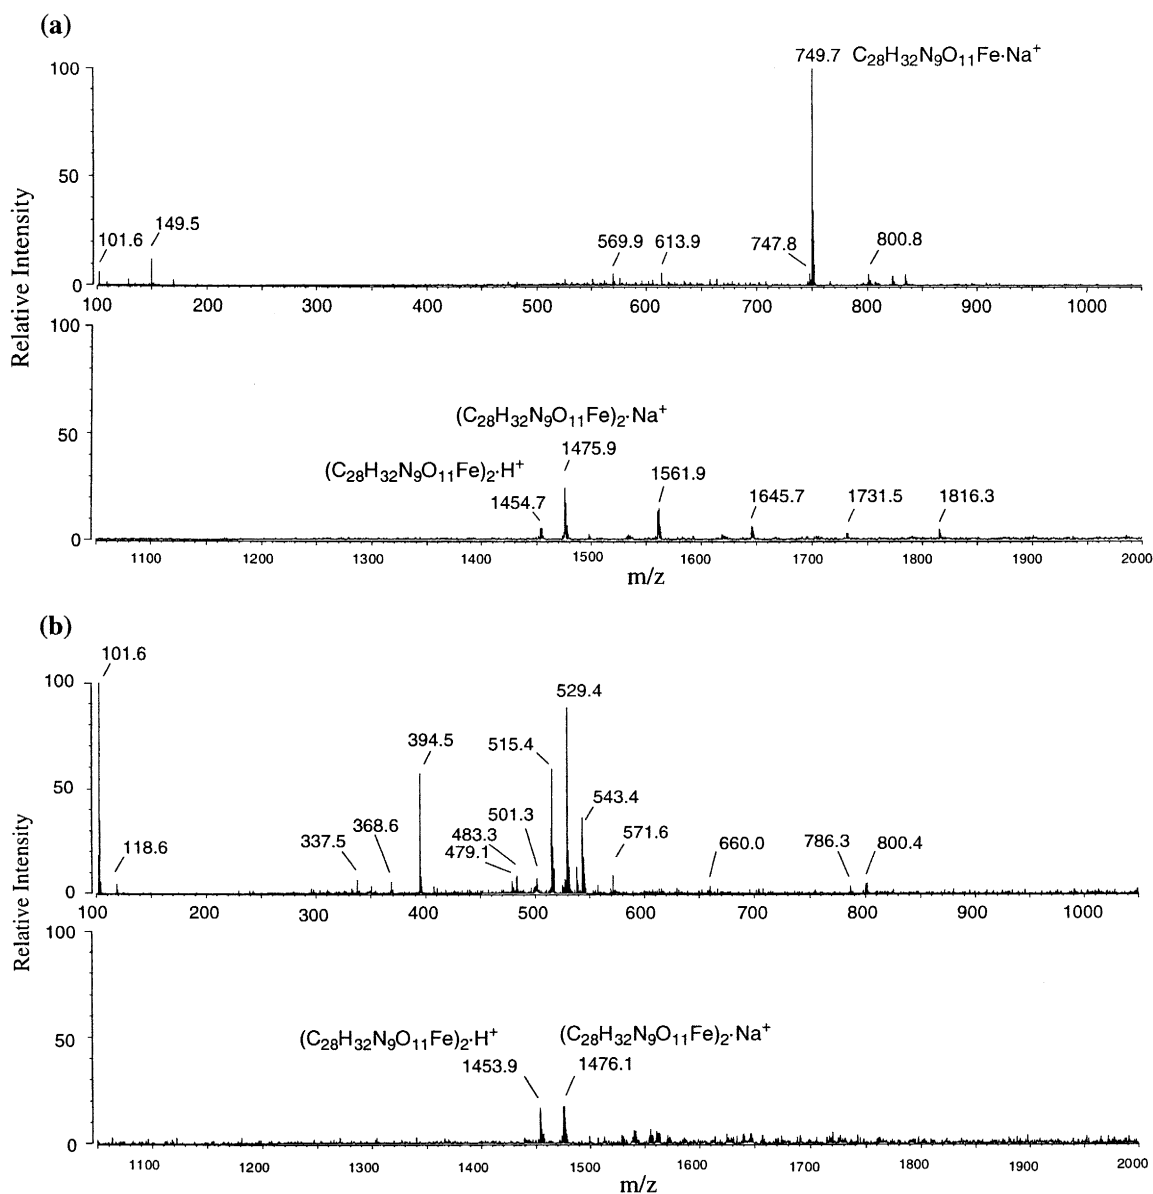 (a)
749.7 C28H32N9O11Fe·Na+
100
50
0
Relative Intensity
101.6
149.5
569.9
613.9
747.8
800.8
200 300 400 500 600 700 800 900 1000
100
50
0
(C28H32N9O11Fe)2·Na+
1475.9
(C28H32N9O11Fe)2·H+
1454.7
1561.9
1645.7
1731.5
1816.3
1100 1200 1300 1400 1500 1600 1700 1800 1900 2000
m/z
(b)
101.6
100
50
0
Relative Intensity
118.6
337.5
368.6
394.5
479.1
483.3
501.3
515.4
529.4
543.4
571.6
660.0
786.3
800.4
100 200 300 400 500 600 700 800 900 1000
100
50
0
(C28H32N9O11Fe)2·H+
1453.9
(C28H32N9O11Fe)2·Na+
1476.1
1100 1200 1300 1400 1500 1600 1700 1800 1900 2000
m/z